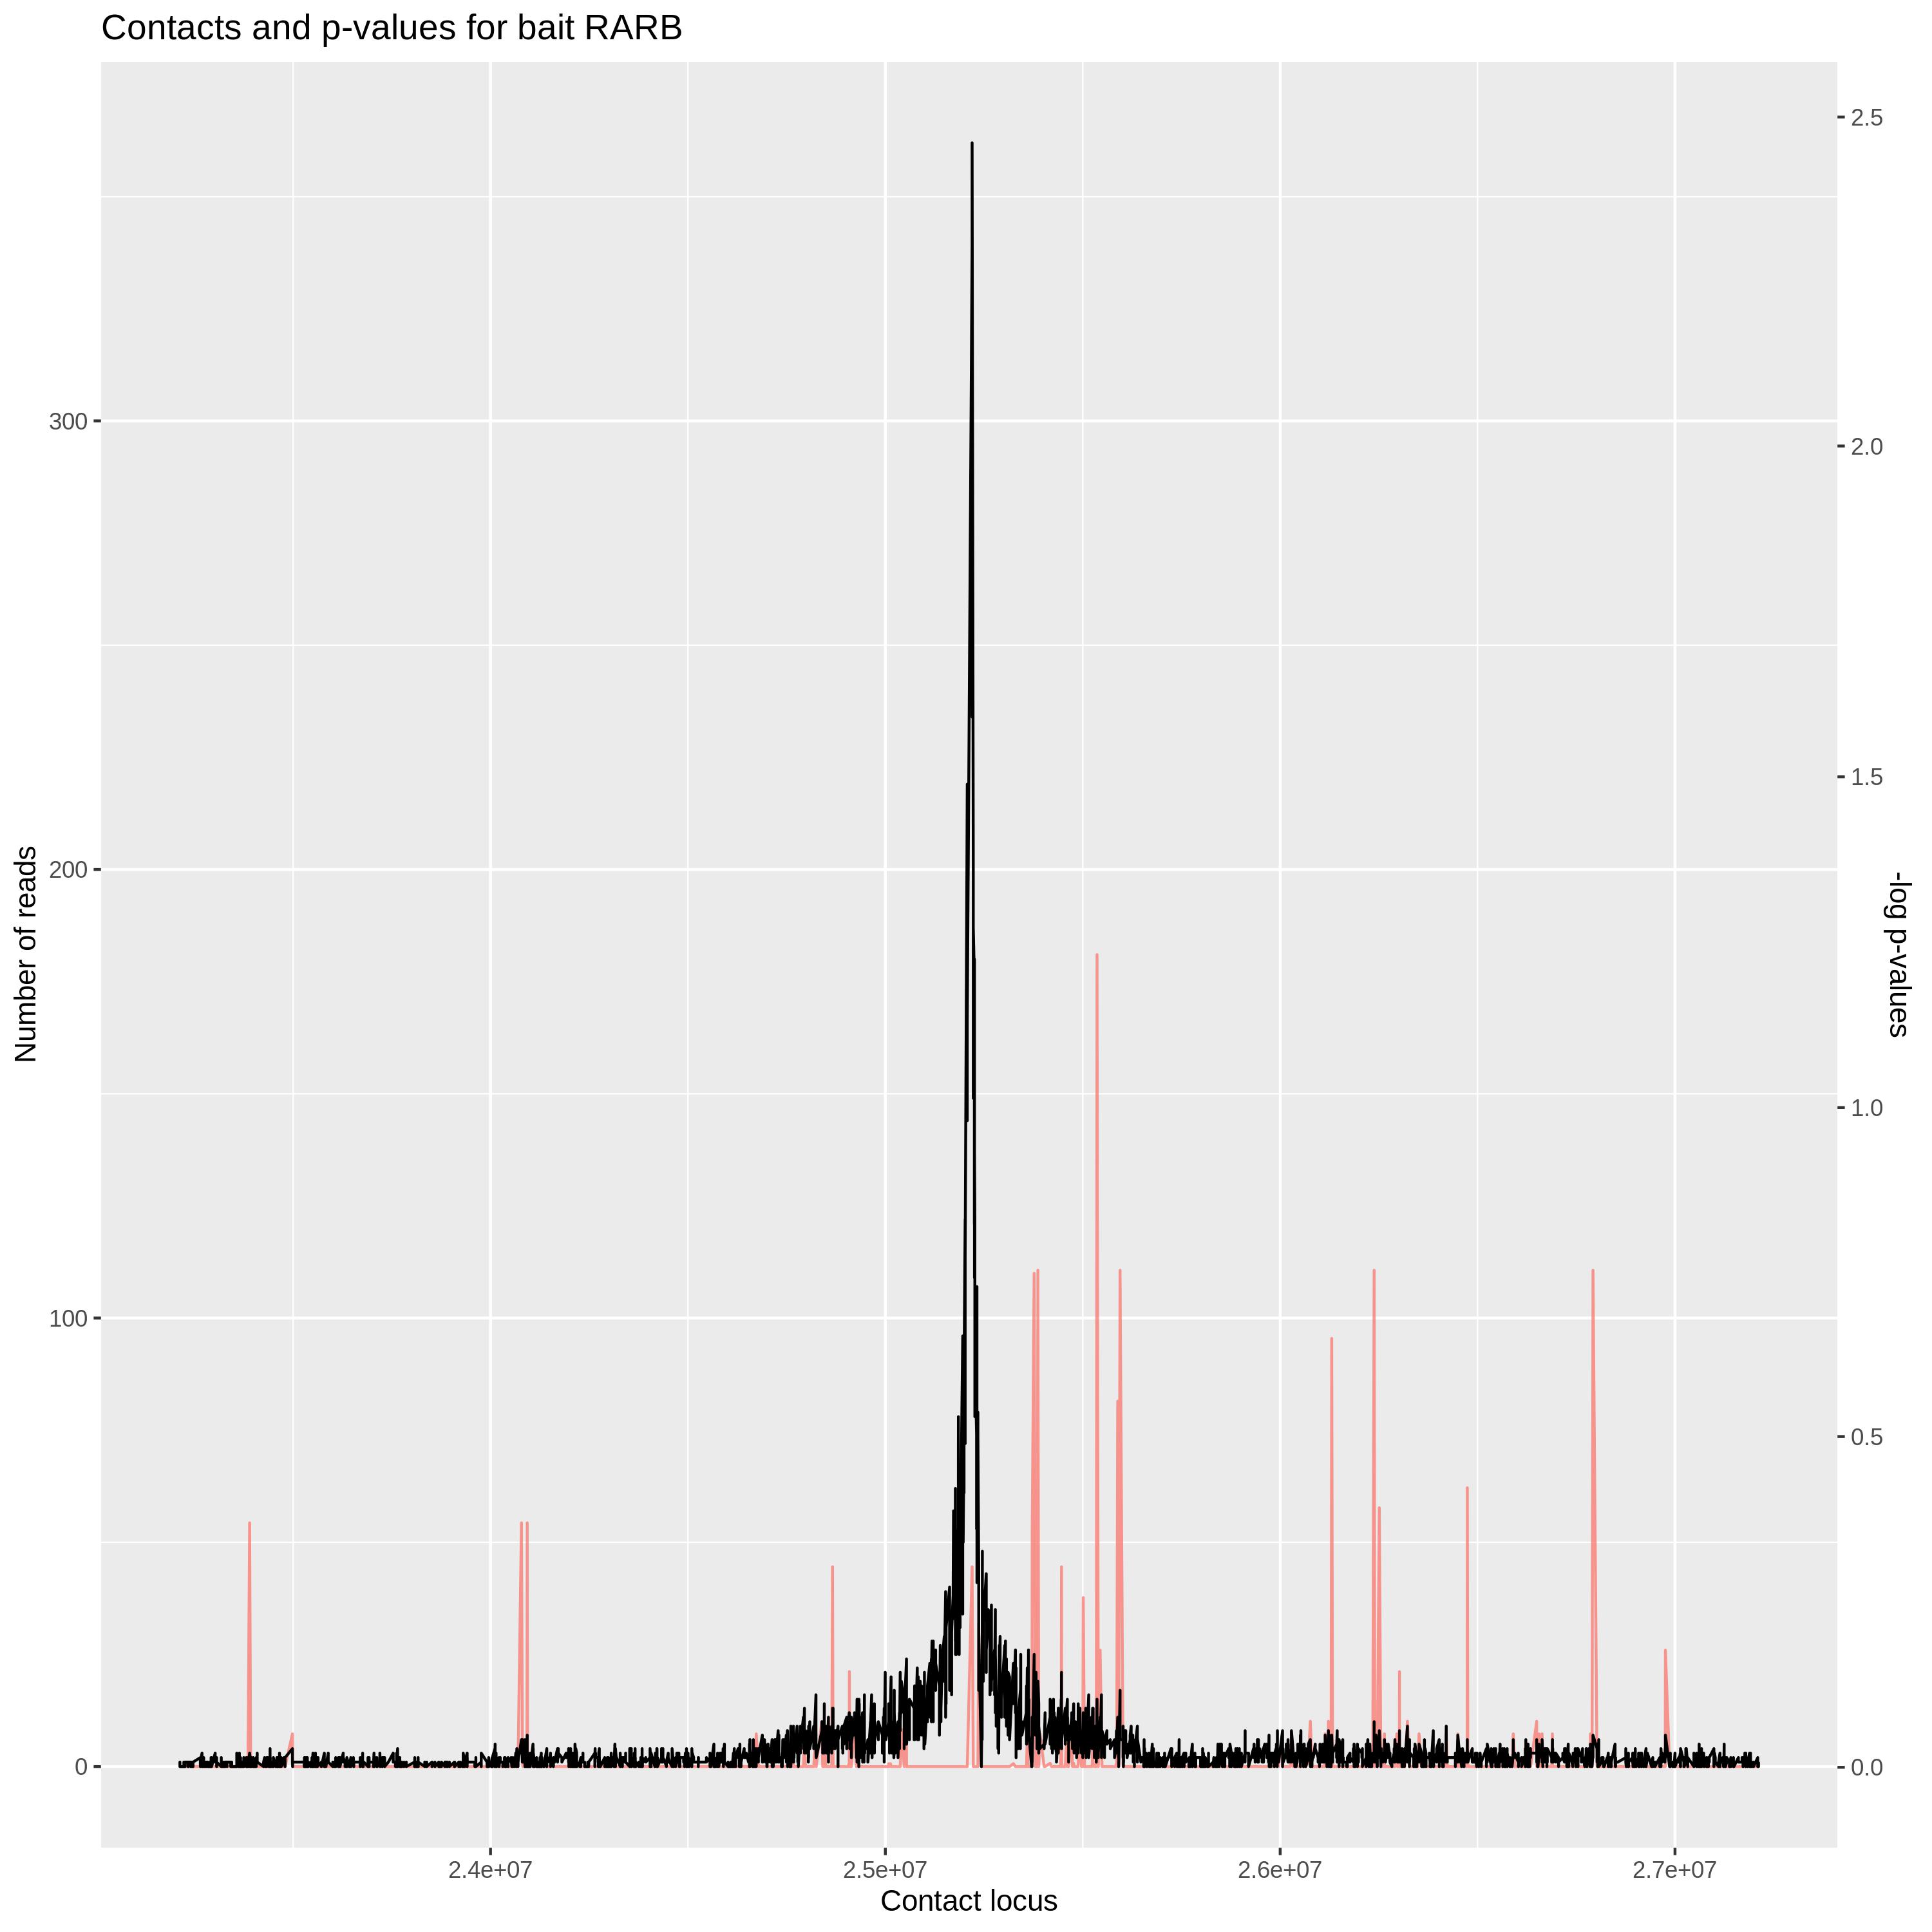 Contacts and p-values for bait RARB
Number of reads
300
200
100
0
2.5
2.0
1.5
1.0
0.5
0.0
-log p-values
2.4e+07
2.5e+07
2.6e+07
2.7e+07
Contact locus